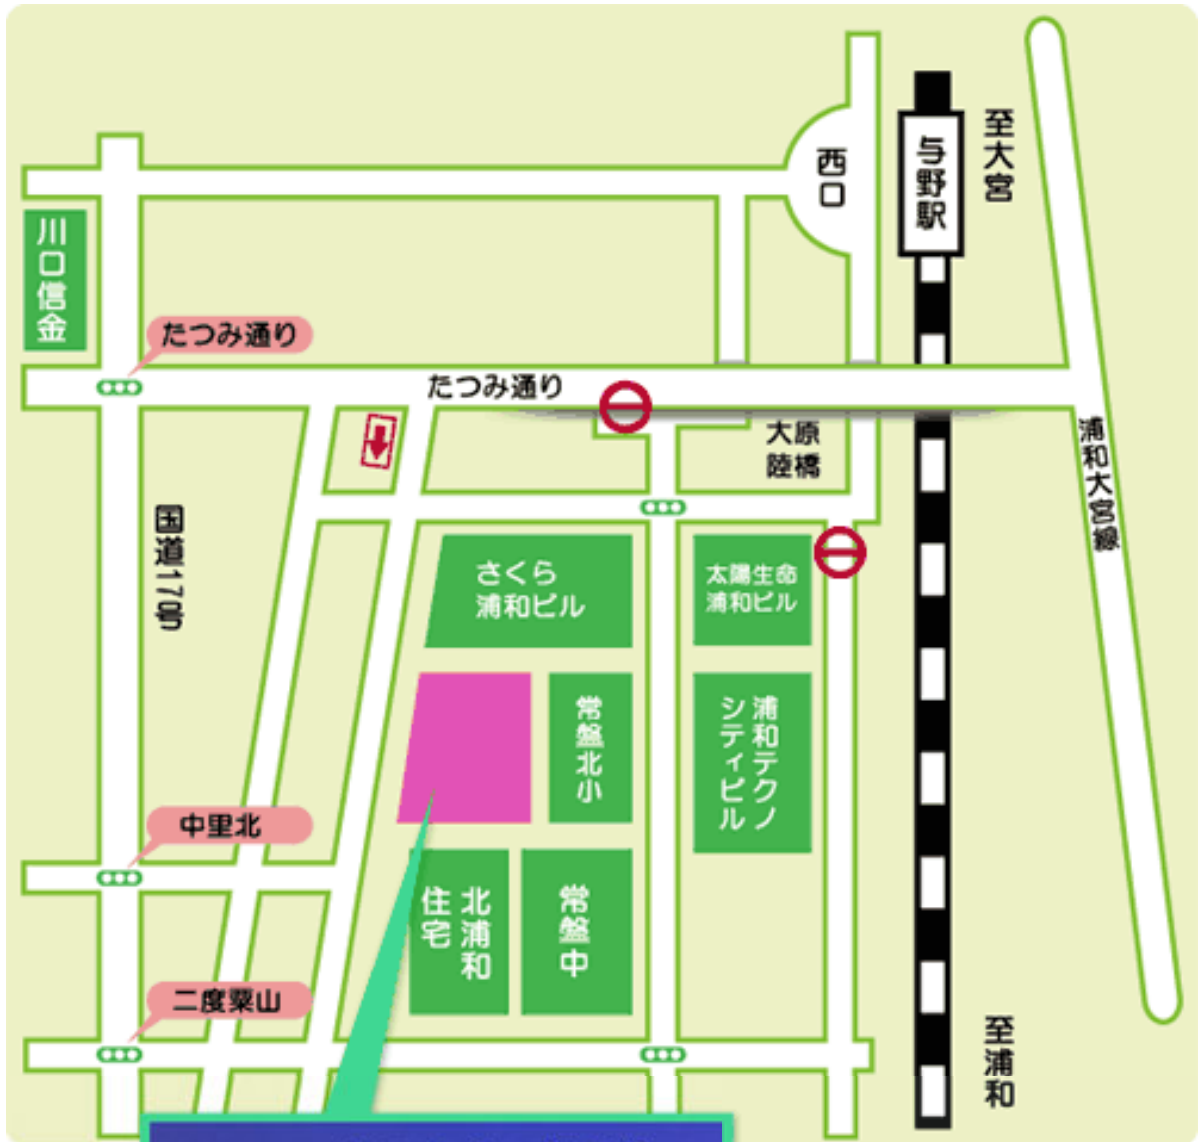 至大宮
与野駅
西口
川口信金
たつみ通り
たつみ通り
大原
陸橋
浦和大宮線
国道17号
さくら
浦和ビル
太陽生命
浦和ビル
常盤北小
浦和テクノ
シティビル
中里北
北浦和
住宅
常盤中
二度栗山
至浦和